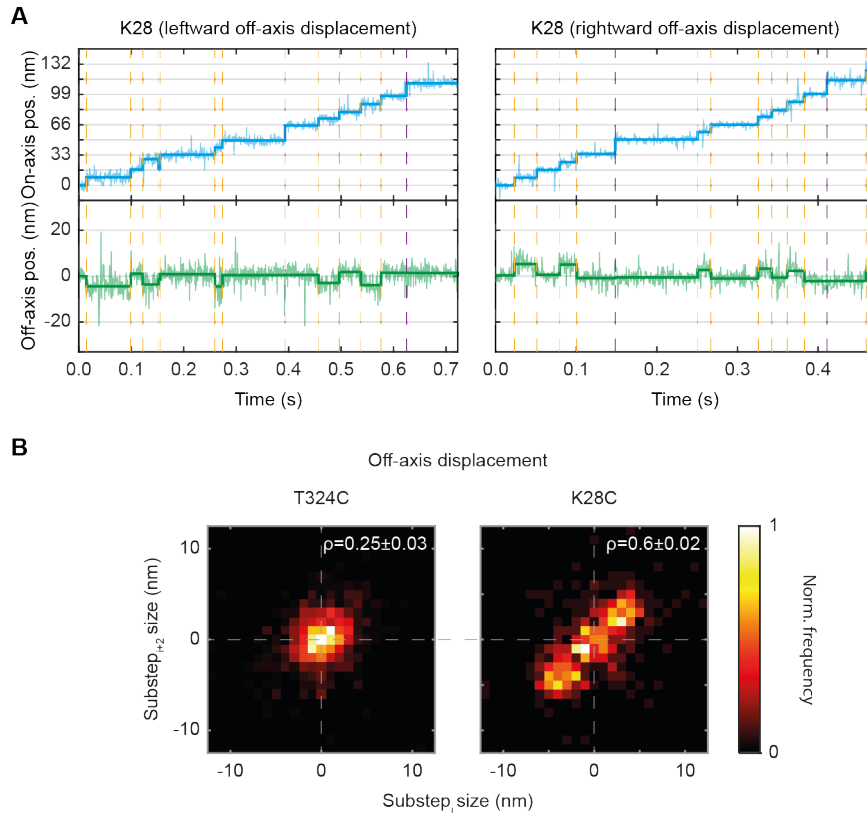 A
K28 (leftward off-axis displacement)
K28 (rightward off-axis displacement)
On-axis pos. (nm)
132
99
66
33
0
Off-axis pos. (nm)
20
0
-20
0.0 0.1 0.2 0.3 0.4 0.5 0.6 0.7
0.0 0.1 0.2 0.3 0.4
Time (s)
Time (s)
B
Off-axis displacement
T324C
K28C
ρ=0.25±0.03
ρ=0.6±0.02
Substep i+2 size (nm)
10
0
-10
-10 0 10
-10 0 10
Substep i size (nm)
1
0
Norm. frequency